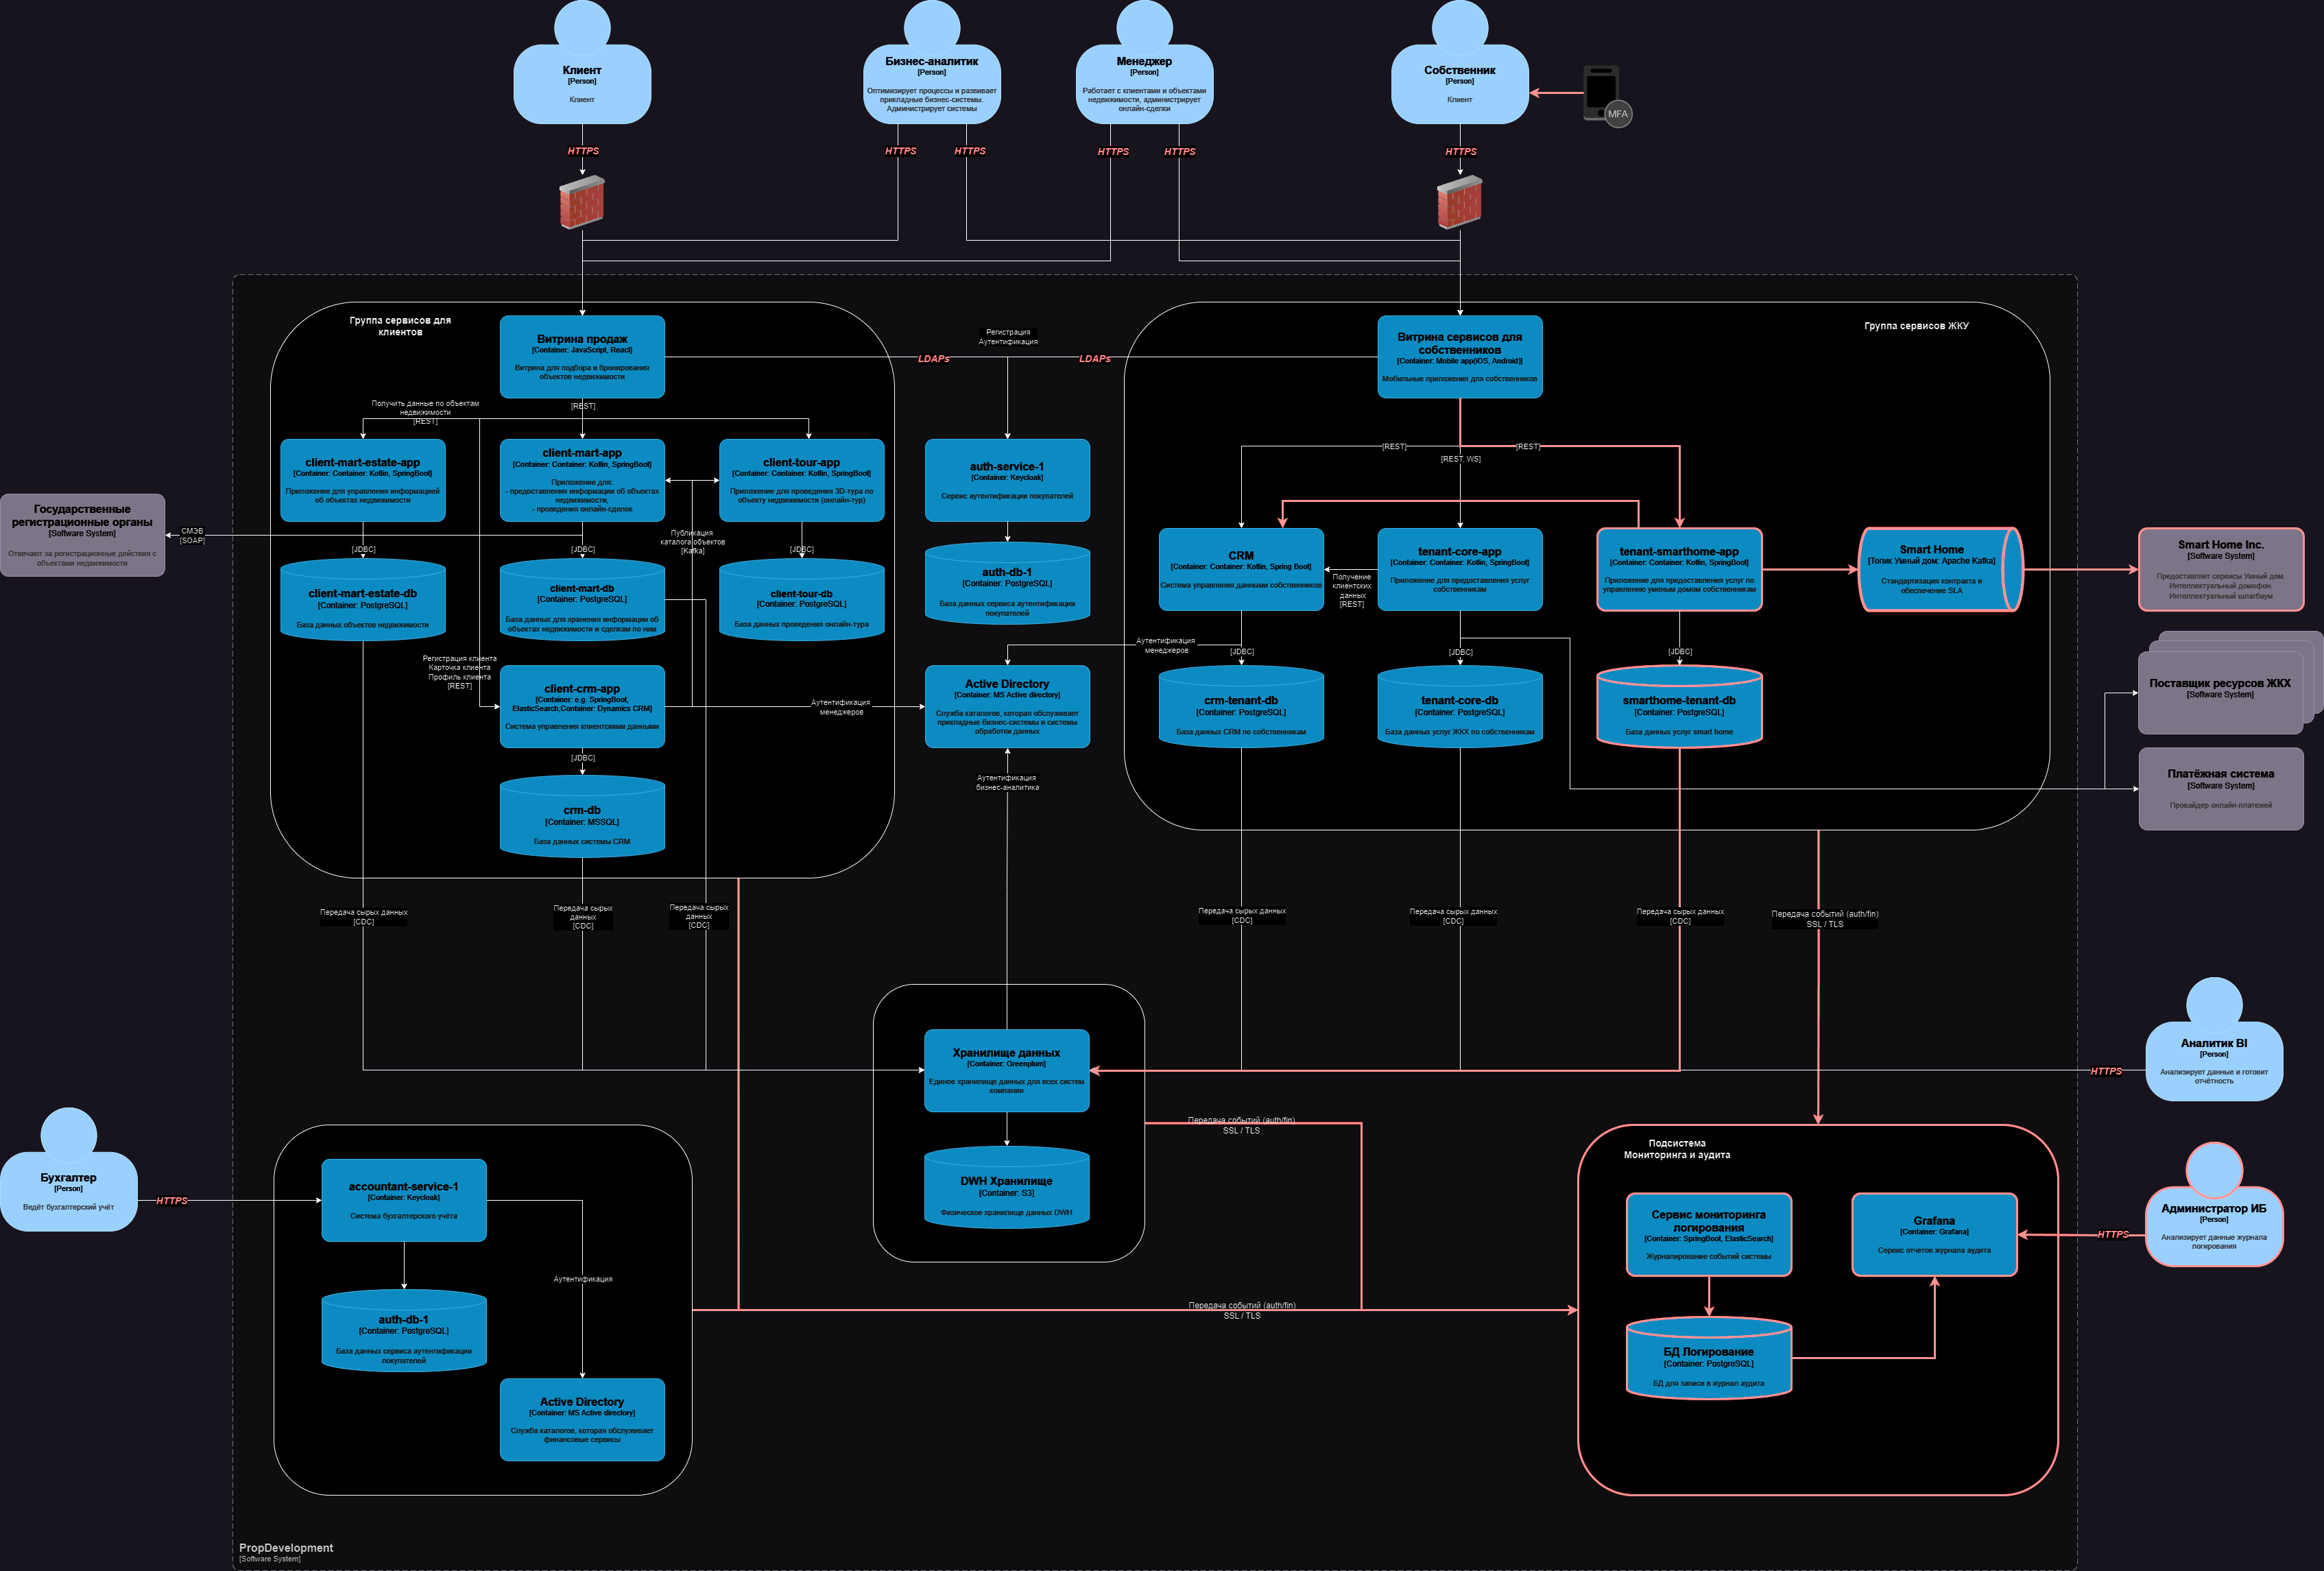 Клиент
[Person]
Клиент
Бизнес-аналитик
[Person]
Оптимизирует процессы и развивает
прикладные бизнес-системы.
Администрирует системы
Менеджер
[Person]
Работает с клиентами и объектами
недвижимости, администрирует
онлайн-сделки
Собственник
[Person]
Клиент
MFA
HTTPS
HTTPS
HTTPS
HTTPS
HTTPS
HTTPS
Группа сервисов для
клиентов
Витрина продаж
[Container: JavaScript, React]
Витрина для подбора и бронирования
объектов недвижимости
Регистрация
Аутентификация
LDAPs
LDAPs
Витрина сервисов для
собственников
[Container: Mobile app(iOS, Android)]
Мобильные приложения для собственников
Группа сервисов ЖКУ
Получить данные по объектам
недвижимости
[REST]
[REST]
client-mart-estate-app
[Container: Container: Kotlin, SpringBool]
Приложение для управления информацией
об объектах недвижимости
client-mart-app
[Container: Container: Kotlin, SpringBool]
Приложение для:
- предоставления информации об объектах
недвижимости,
- проведения онлайн-сделок
client-tour-app
[Container: Container: Kotlin, SpringBool]
Приложение для проведения 3D-тура по
объекту недвижимости (онлайн-тур)
auth-service-1
[Container: Keycloak]
Сервис аутентификации покупателей
[REST]
[REST, WS]
[REST]
Государственные
регистрационные органы
[Software System]
Отвечают за регистрационные действия с
объектами недвижимости
СМЭВ
[SOAP]
[JDBC]
[JDBC]
[JDBC]
Публикация
каталога объектов
[Kafka]
client-mart-estate-db
[Container: PostgreSQL]
База данных объектов недвижимости
client-mart-db
[Container: PostgreSQL]
База данных для хранения информации об
объектах недвижимости и сделкам по ним
client-tour-db
[Container: PostgreSQL]
База данных проведения онлайн-тура
auth-db-1
[Container: PostgreSQL]
База данных сервиса аутентификации
покупателей
CRM
[Container: Container: Kotlin, Spring Bool]
Система управления данными собственников
Получение
клиентских
данных
[REST]
tenant-core-app
[Container: Container: Kotlin, SpringBool]
Приложение для предоставления услуг
собственникам
tenant-smarthome-app
[Container: Container: Kotlin, SpringBool]
Приложение для предоставления услуг по
управлению уменым домом собственникам
Smart Home
[Топик Умный дом: Apache Kafka]
Стандартизация контракта и
обеспечение SLA
Smart Home Inc.
[Software System]
Предоставляет сервисы Умный дом.
Интеллектуальный домофон.
Интеллектуальный шлагбаум
Регистрация клиента
Карточка клиента
Профиль клиента
[REST]
client-crm-app
[Container: e.g. SpringBool,
ElasticSearch,Container: Dynamics CRM]
Система управления клиентскими данными
Аутентификация
менеджеров
Active Directory
[Container: MS Active directory]
Служба каталогов, которая обслуживает
прикладные бизнес-системы и системы
обработки данных
Аутентификация
менеджеров
[JDBC]
[JDBC]
[JDBC]
crm-tenant-db
[Container: PostgreSQL]
База данных CRM по собственникам
tenant-core-db
[Container: PostgreSQL]
База данных услуг ЖКХ по собственникам
smarthome-tenant-db
[Container: PostgreSQL]
База данных услуг smart home
Поставщик ресурсов ЖКХ
[Software System]
Платёжная система
[Software System]
Провайдер онлайн-платежей
[JDBC]
crm-db
[Container: MSSQL]
База данных системы CRM
Аутентификация
бизнес-аналитика
Передача сырых данных
[CDC]
Передача сырых
данных
[CDC]
Передача сырых
данных
[CDC]
Передача сырых данных
[CDC]
Передача сырых данных
[CDC]
Передача сырых данных
[CDC]
Передача событий (auth/fin)
SSL / TLS
Хранилище данных
[Container: Greenplum]
Единое хранилище данных для всех систем
компании
DWH Хранилище
[Container: S3]
Физическое хранилище данных DWH
HTTPS
Аналитик BI
[Person]
Анализирует данные и готовит
отчётность
Передача событий (auth/fin)
SSL / TLS
Бухгалтер
[Person]
Ведёт бухгалтерский учёт
HTTPS
accountant-service-1
[Container: Keycloak]
Система бухгалтерского учёта
Аутентификация
auth-db-1
[Container: PostgreSQL]
База данных сервиса аутентификации
покупателей
Active Directory
[Container: MS Active directory]
Служба каталогов, которая обслуживает
финансовые сервисы
Передача событий (auth/fin)
SSL / TLS
Подсистема
Мониторинга и аудита
Сервис мониторинга
логирования
[Container: SpringBoot, ElasticSearch]
Журналирование событий системы
Grafana
[Container: Grafana]
Сервис отчетов журнала аудита
БД Логирование
[Container: PostgreSQL]
БД для записи в журнал аудита
HTTPS
Администратор ИБ
[Person]
Анализирует данные журнала
логирования
PropDevelopment
[Software System]